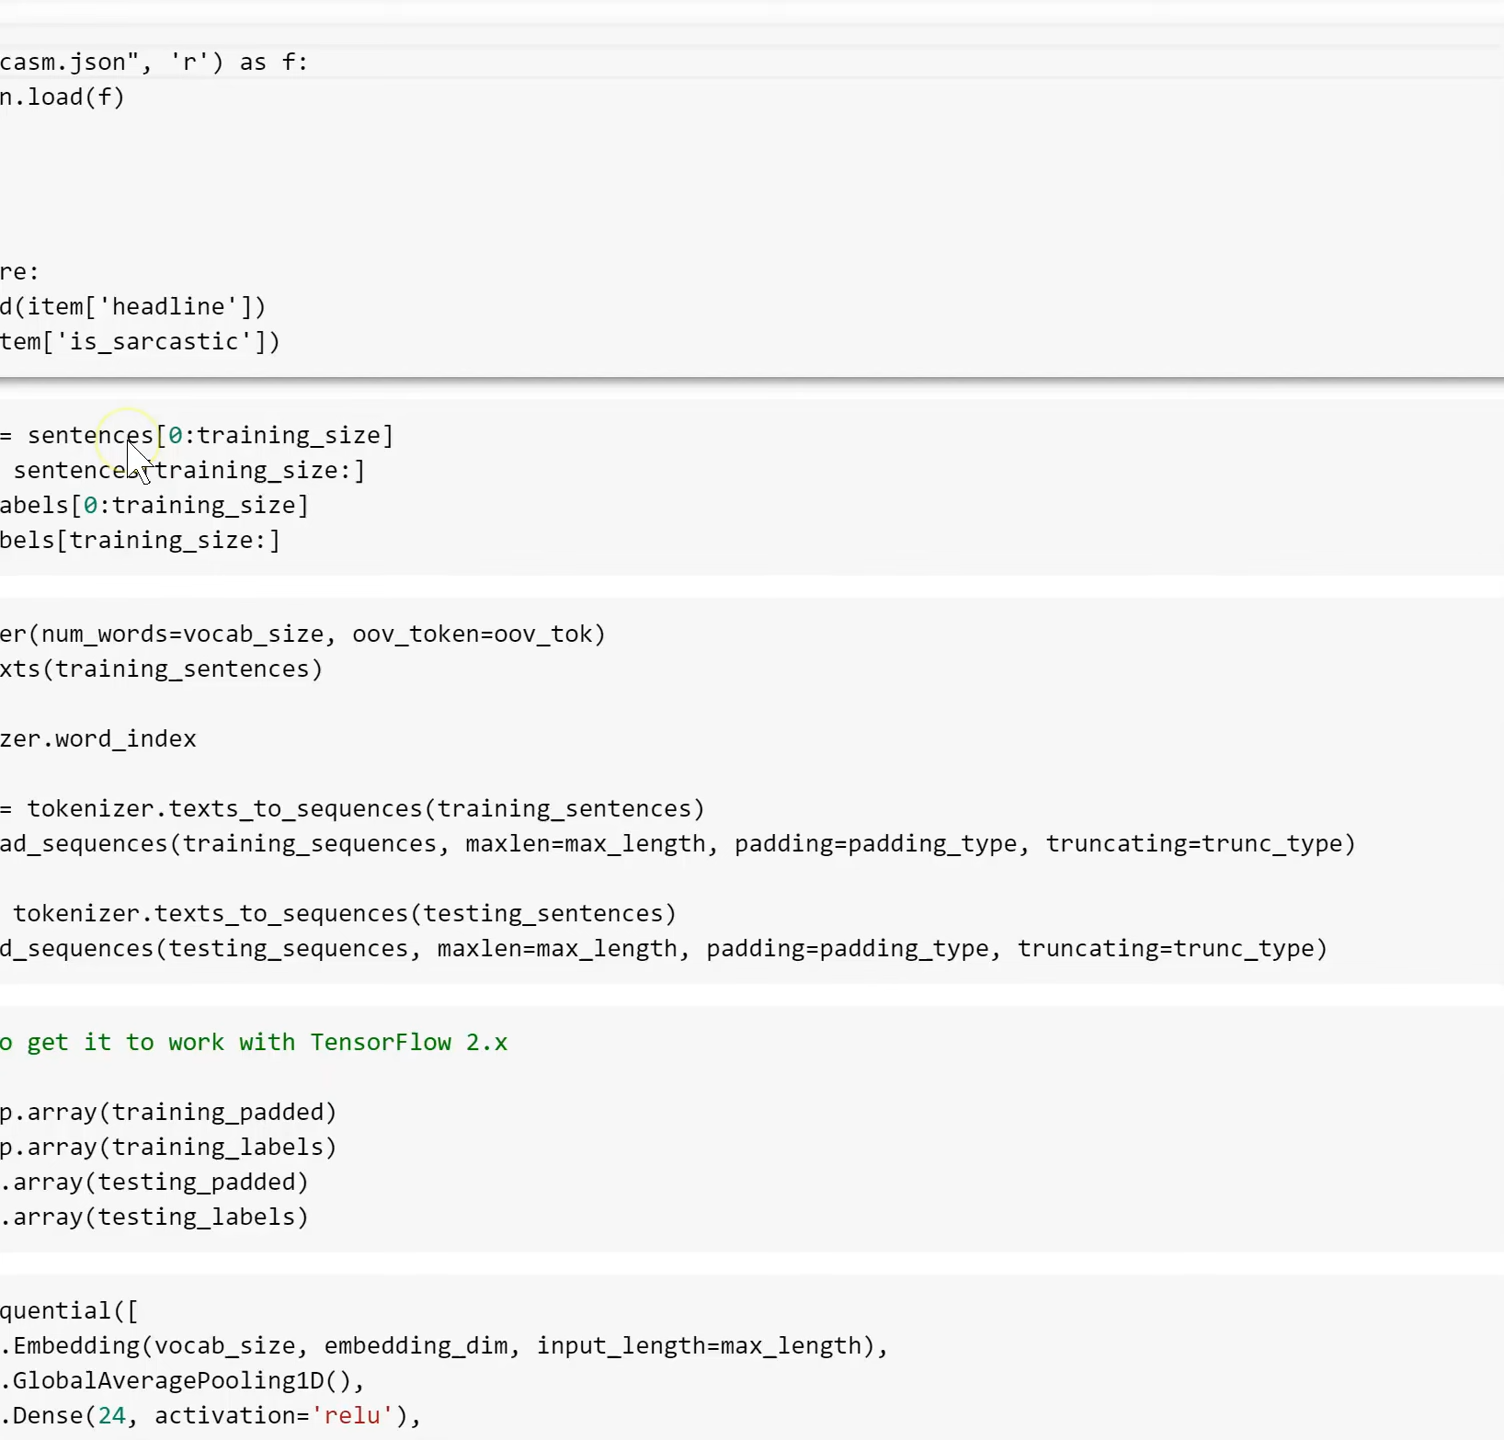 casm.json", 'r') as f:
n.load(f)
re:
d(item['headline'])
tem['is_sarcastic'])
= sentences[0:training_size]
sentences[training_size:]
abels[0:training_size]
bels[training_size:]
er(num_words=vocab_size, oov_token=oov_tok)
xts(training_sentences)
zer.word_index
= tokenizer.texts_to_sequences(training_sentences)
ad_sequences(training_sequences, maxlen=max_length, padding=padding_type, truncating=trunc_type)
tokenizer.texts_to_sequences(testing_sentences)
d_sequences(testing_sequences, maxlen=max_length, padding=padding_type, truncating=trunc_type)
o get it to work with TensorFlow 2.x
p.array(training_padded)
p.array(training_labels)
.array(testing_padded)
.array(testing_labels)
quential([
.Embedding(vocab_size, embedding_dim, input_length=max_length),
.GlobalAveragePooling1D(),
.Dense(24, activation='relu'),